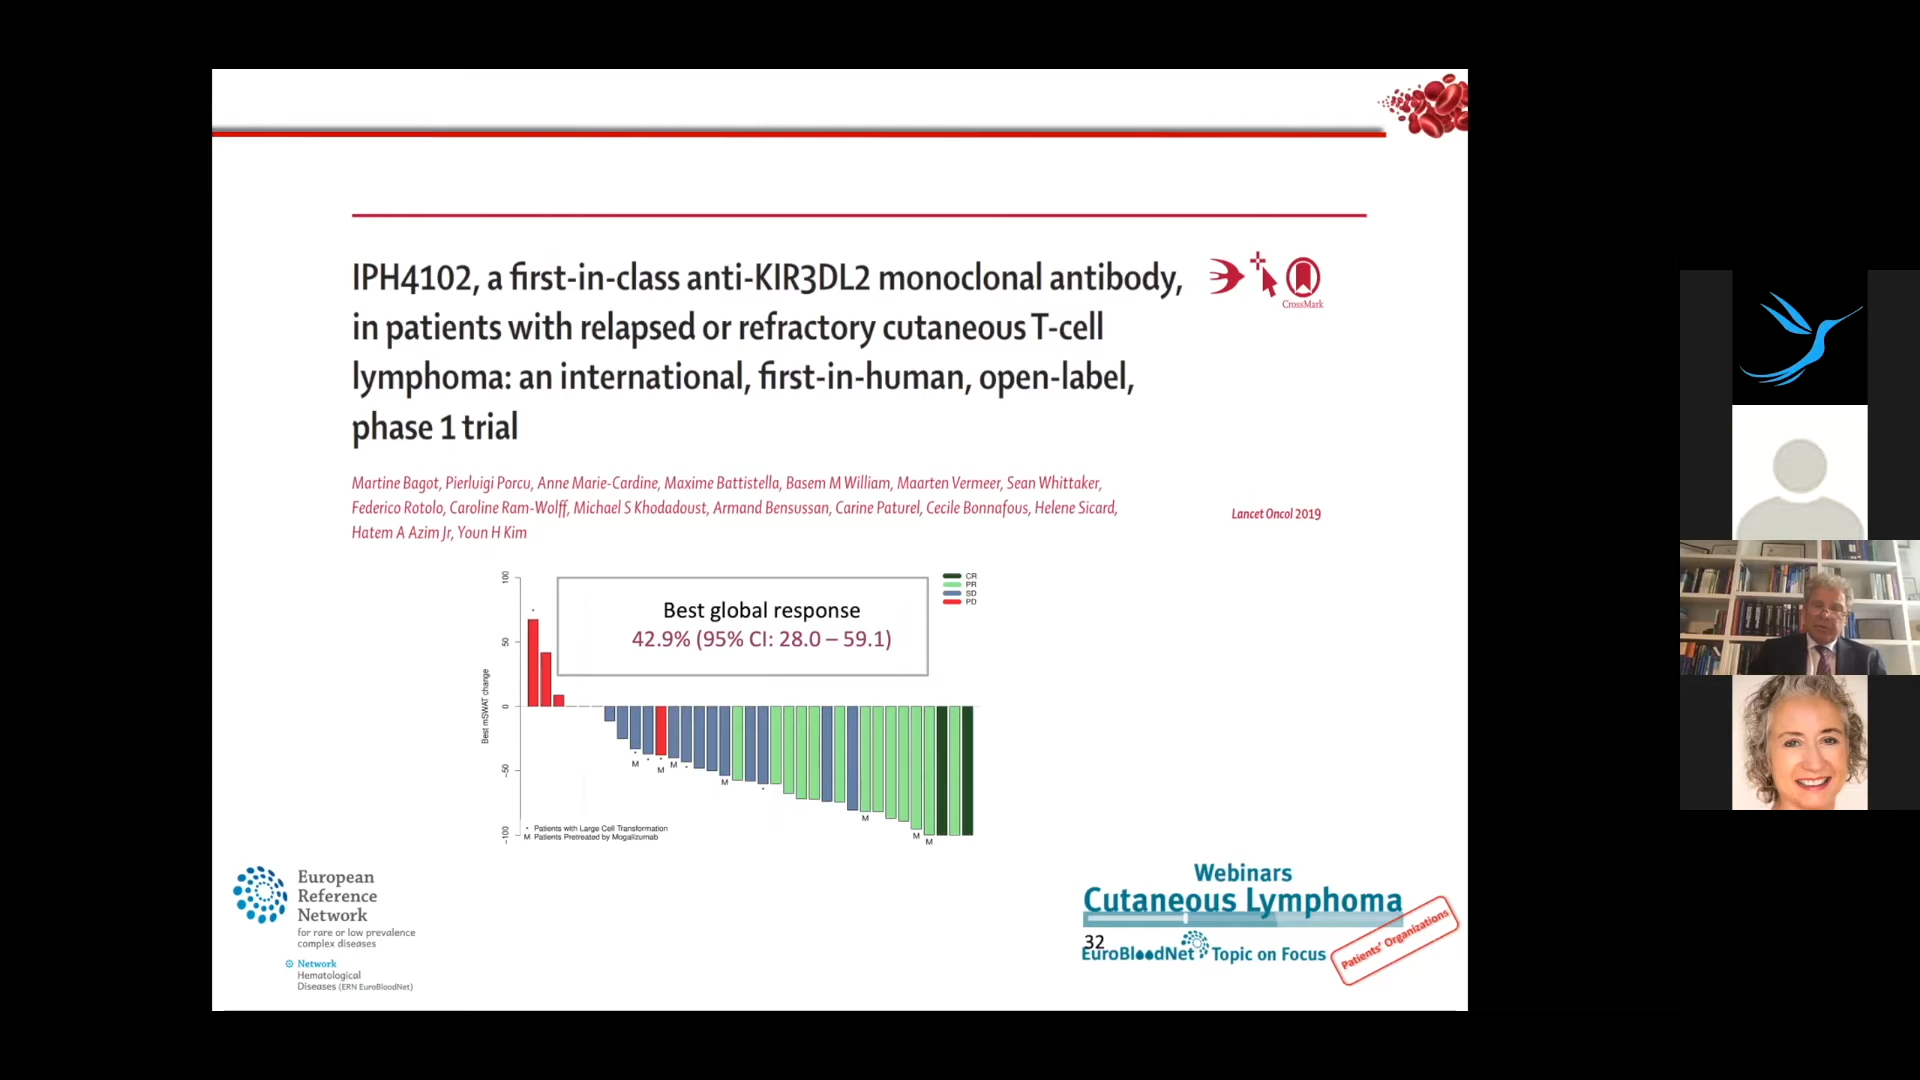 IPH4102, a first-in-class anti-KIR3DL2 monoclonal antibody,
in patients with relapsed or refractory cutaneous T-cell
lymphoma: an international, first-in-human, open-label,
phase 1 trial
CrossMark
Martine Bagot, Pierluigi Porcu, Anne Marie-Cardine, Maxime Battistella, Basem M William, Maarten Vermeer, Sean Whittaker,
Federico Rotolo, Caroline Ram-Wolff, Michael S Khodadoust, Armand Bensussan, Carine Paturel, Cecile Bonnafous, Helene Sicard,
Hatem A Azim Jr, Youn H Kim
Lancet Oncol 2019
Best mSWAT change
100
50
0
−50
−100
Best global response
42.9% (95% CI: 28.0 – 59.1)
CR
PR
SD
PD
M
M
M
M
M
M
M
* Patients with Large Cell Transformation
M Patients Pretreated by Mogalizumab
European
Reference
Network
for rare or low prevalence
complex diseases
Network
Hematological
Diseases (ERN EuroBloodNet)
Webinars
Cutaneous Lymphoma
32
EuroBloodNet Topic on Focus
Patients' Organizations